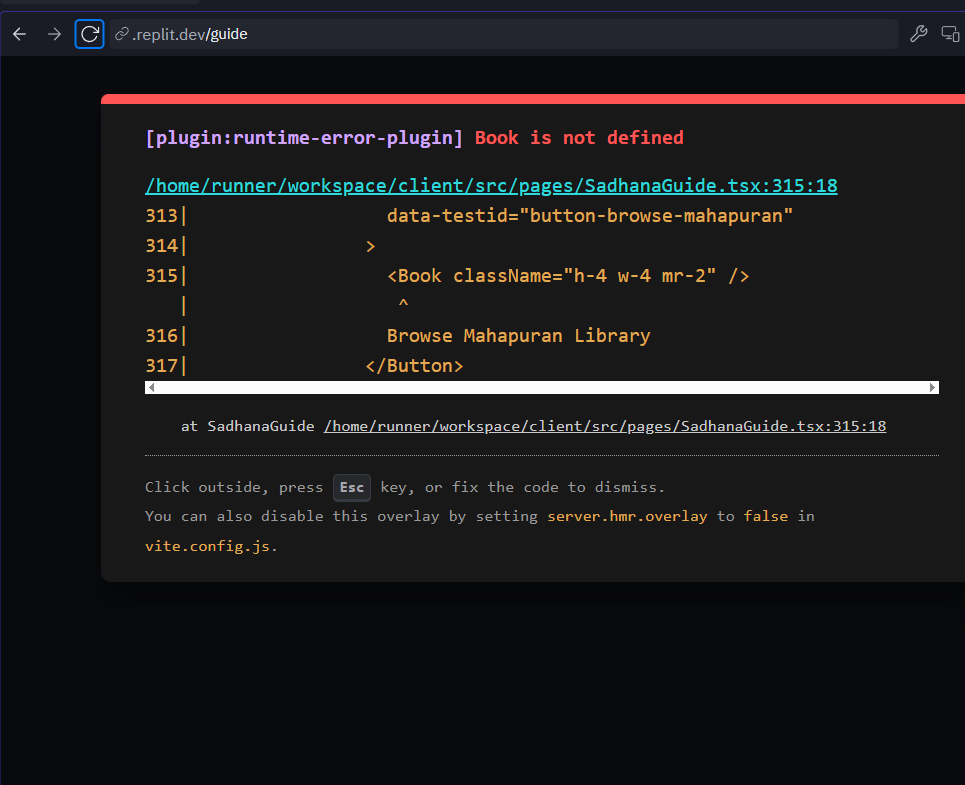 .replit.dev/guide
[plugin:runtime-error-plugin] Book is not defined
/home/runner/workspace/client/src/pages/SadhanaGuide.tsx:315:18
313| data-testid="button-browse-mahapuran"
314| >
315| <Book className="h-4 w-4 mr-2" />
| ^
316| Browse Mahapuran Library
317| </Button>
at SadhanaGuide /home/runner/workspace/client/src/pages/SadhanaGuide.tsx:315:18
Click outside, press Esc key, or fix the code to dismiss.
You can also disable this overlay by setting server.hmr.overlay to false in
vite.config.js.